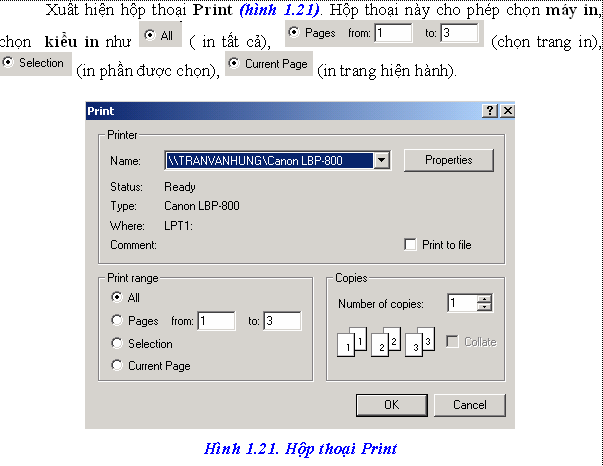 Xuất hiện hộp thoại Print (hình 1.21). Hộp thoại này cho phép chọn máy in,
chọn kiểu in như All ( in tất cả), Pages from: 1 to: 3 (chọn trang in),
Selection (in phần được chọn), Current Page (in trang hiện hành).
Print
Printer
Name: \\TRANVANHUNG\Canon LBP-800 Properties
Status: Ready
Type: Canon LBP-800
Where: LPT1:
Comment: Print to file
Print range Copies
All Number of copies: 1
Pages from: 1 to: 3
Selection 1 1 2 2 3 3 Collate
Current Page
OK Cancel
Hình 1.21. Hộp thoại Print